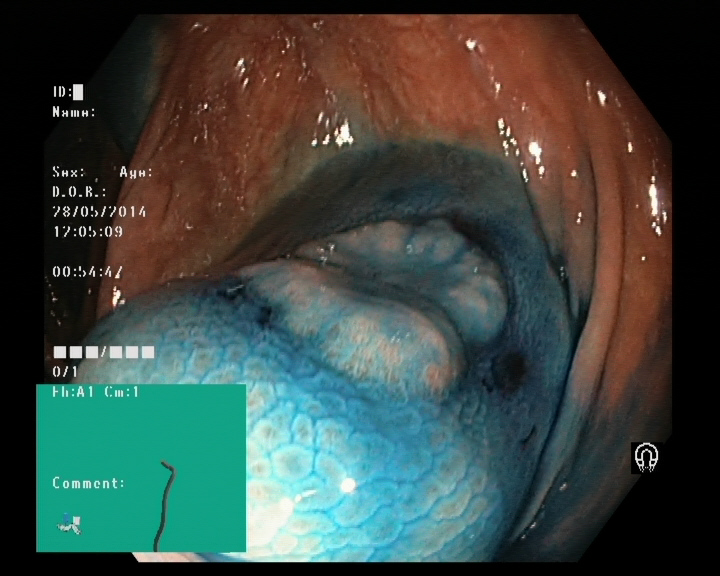 ID:
Name:
Sex: Age:
D.O.B.:
28/05/2014
12:05:09
00:54:47
0/1
Eh:A1 Cm:1
Comment: